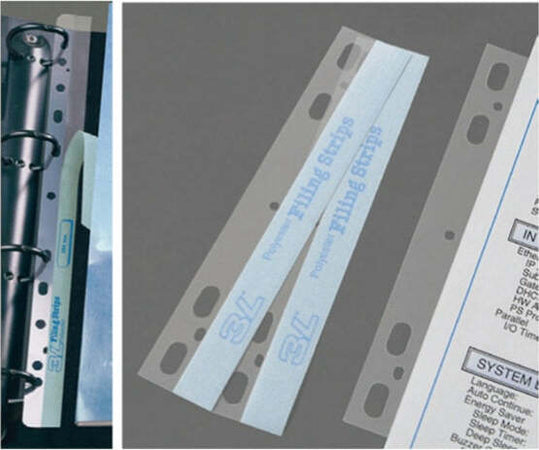 3L Filing Strips
3L Polyester Filing Strips
3L Polyester Filing Strips
IN
Ethe
IP
Sub
Gate
DHC
HW A
PS Pro
Parallel
I/O Time
SYSTEM
Language:
Auto Continue:
Energy Saver
Sleep Mode:
Sleep Timer:
Deep Sleep
Buzzer